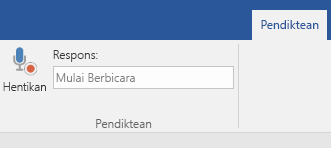 Pendiktean
Respons:
Mulai Berbicara
Hentikan
Pendiktean